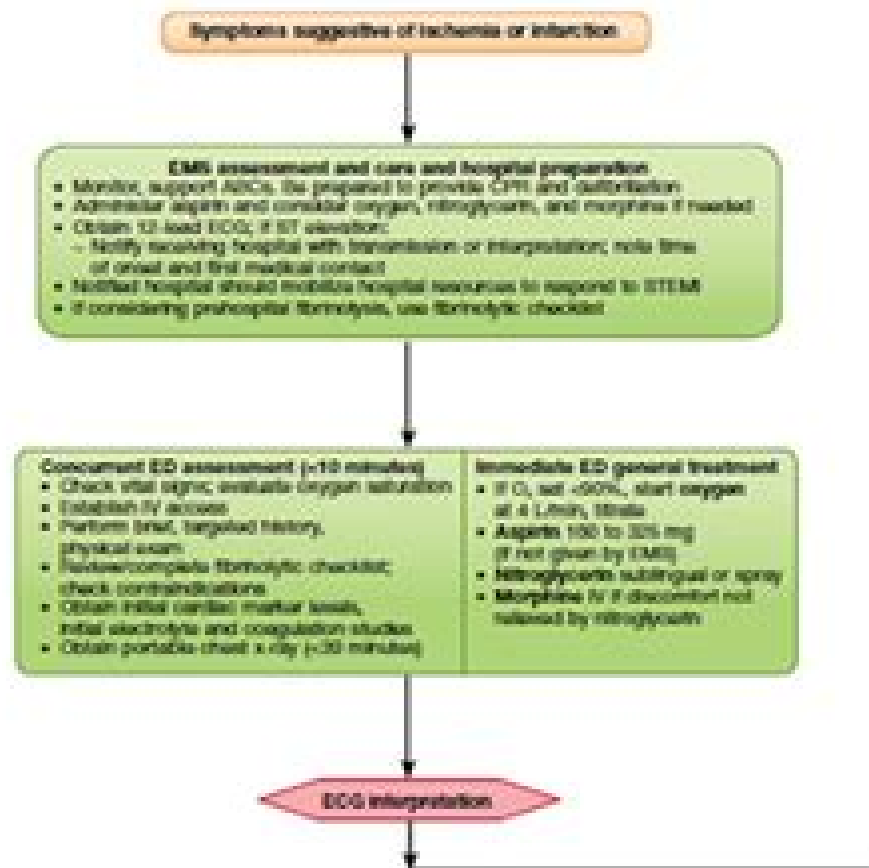 Symptoms suggestive of ischemia or infarction
EMS assessment and care and hospital preparation
• Monitor, support ABCs. Be prepared to provide CPR and defibrillation
• Administer aspirin and consider oxygen, nitroglycerin, and morphine if needed
• Obtain 12-lead ECG; if ST elevation:
– Notify receiving hospital with transmission or interpretation; note time
of onset and first medical contact
• Notified hospital should mobilize hospital resources to respond to STEMI
• If considering prehospital fibrinolysis, use fibrinolytic checklist
Concurrent ED assessment (<10 minutes)
• Check vital signs; evaluate oxygen saturation
• Establish IV access
• Perform brief, targeted history,
physical exam
• Review/complete fibrinolytic checklist;
check contraindications
• Obtain initial cardiac marker levels,
initial electrolyte and coagulation studies
• Obtain portable chest x-ray (<30 minutes)
Immediate ED general treatment
• If O₂ sat <90%, start oxygen
at 4 L/min, titrate
• Aspirin 160 to 325 mg
(if not given by EMS)
• Nitroglycerin sublingual or spray
• Morphine IV if discomfort not
relieved by nitroglycerin
ECG interpretation